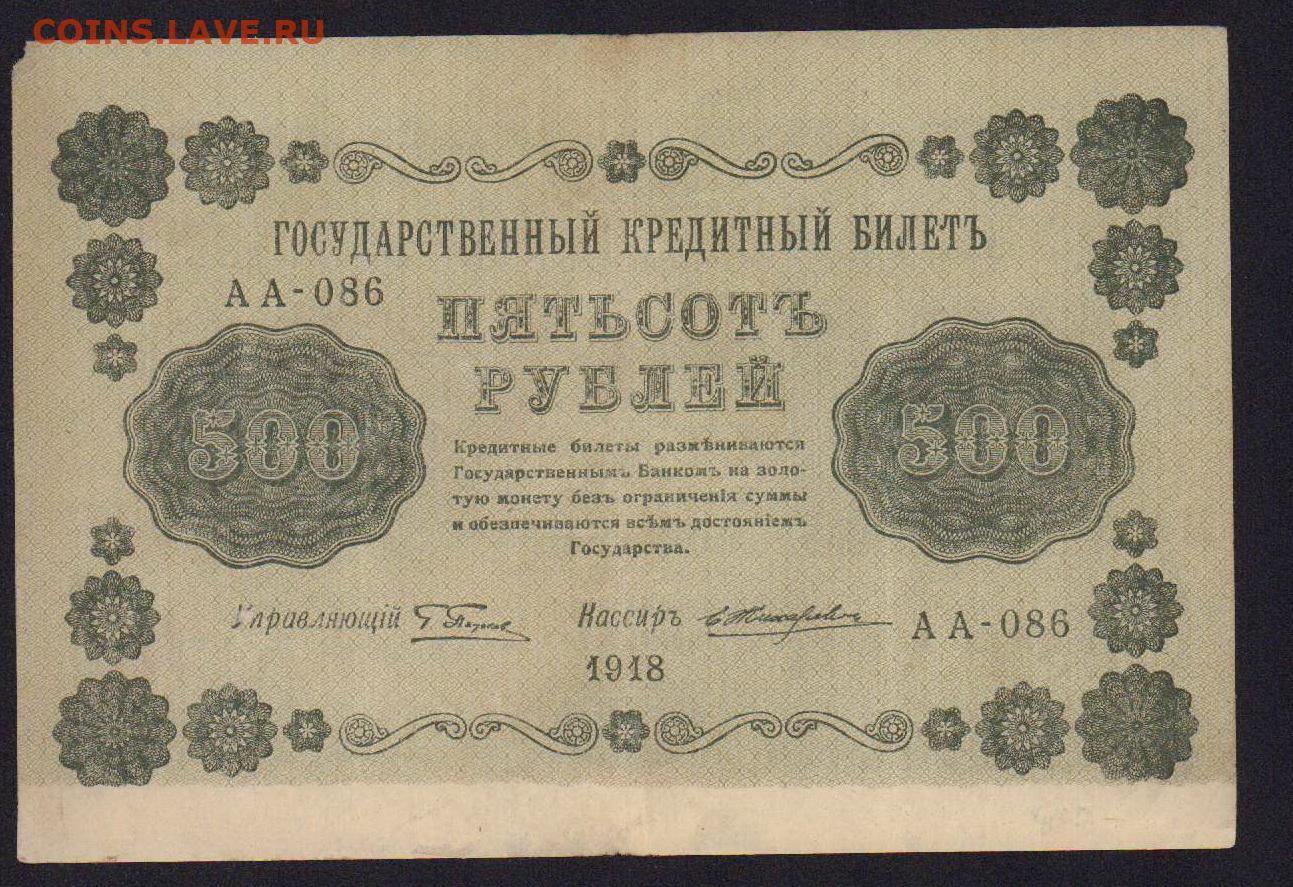 COINS.LAVE.RU
ГОСУДАРСТВЕННЫЙ КРЕДИТНЫЙ БИЛЕТЪ
АА-086
ПЯТЬСОТЪ
РУБЛЕЙ
500
500
Кредитные билеты размѣниваются
Государственнымъ Банкомъ на золо-
тую монету безъ ограниченія суммы
и обезпечиваются всѣмъ достояніемъ
Государства.
Управляющій
Кассиръ
АА-086
1918